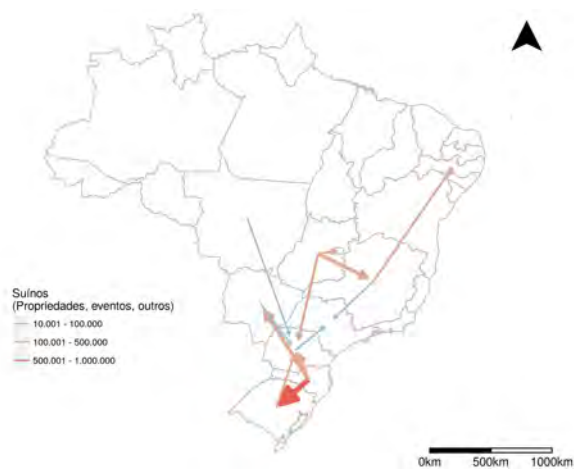 Suínos
(Propriedades, eventos, outros)
10.001 - 100.000
100.001 - 500.000
500.001 - 1.000.000
0km 500km 1000km